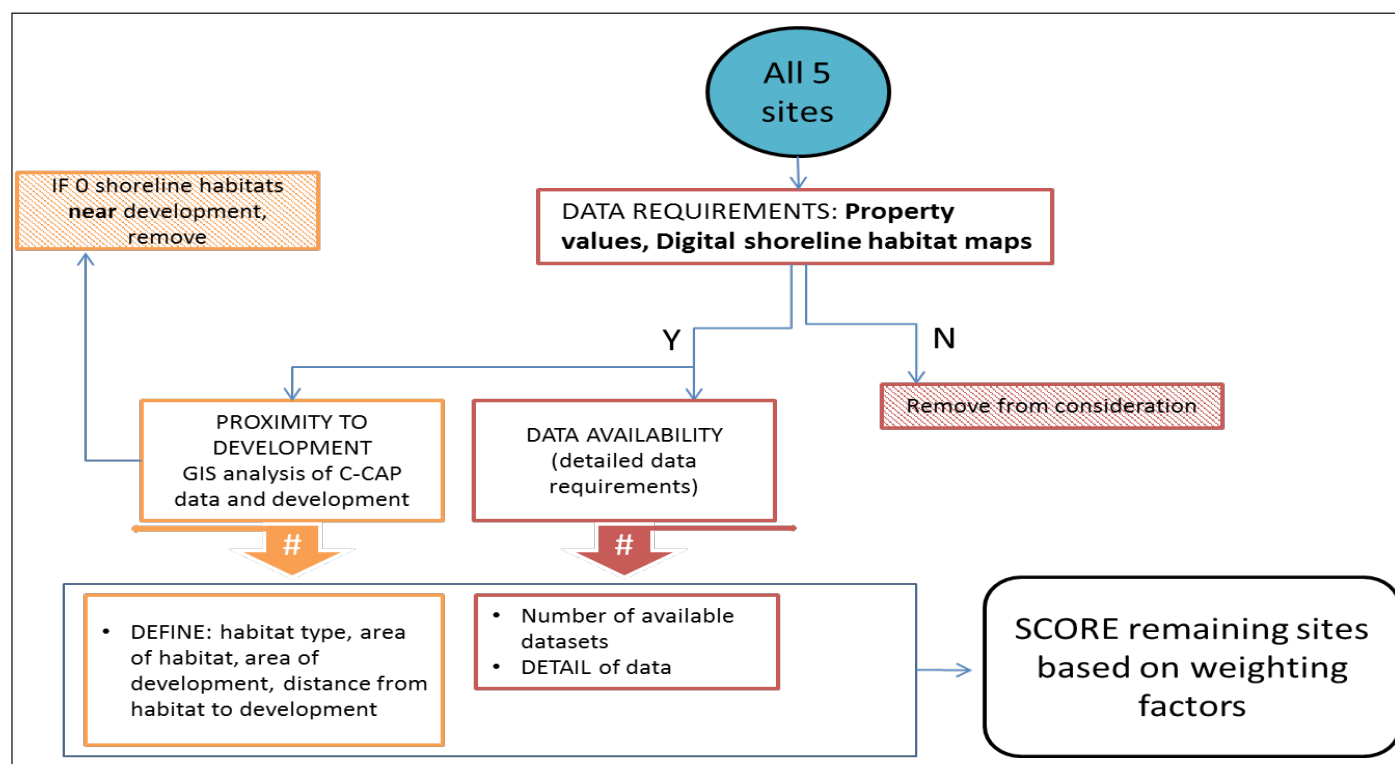 All 5
sites
IF 0 shoreline habitats
near development,
remove
DATA REQUIREMENTS: Property
values, Digital shoreline habitat maps
Y
N
Remove from consideration
PROXIMITY TO
DEVELOPMENT
GIS analysis of C-CAP
data and development
DATA AVAILABILITY
(detailed data
requirements)
#
#
• DEFINE: habitat type, area
of habitat, area of
development, distance from
habitat to development
• Number of available
datasets
• DETAIL of data
SCORE remaining sites
based on weighting
factors